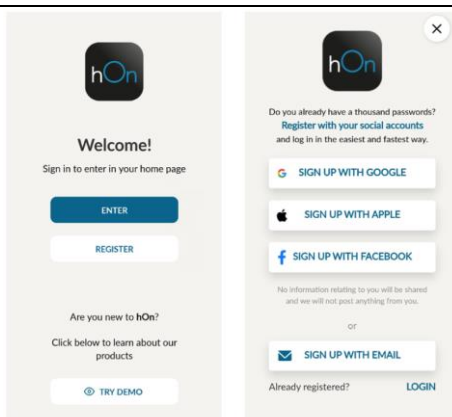 hOn
Welcome!
Sign in to enter in your home page
ENTER
REGISTER
Are you new to hOn?
Click below to learn about our
products
TRY DEMO
hOn
Do you already have a thousand passwords?
Register with your social accounts
and log in in the easiest and fastest way.
SIGN UP WITH GOOGLE
SIGN UP WITH APPLE
SIGN UP WITH FACEBOOK
No information relating to you will be shared
and we will not post anything from you.
or
SIGN UP WITH EMAIL
Already registered? LOGIN